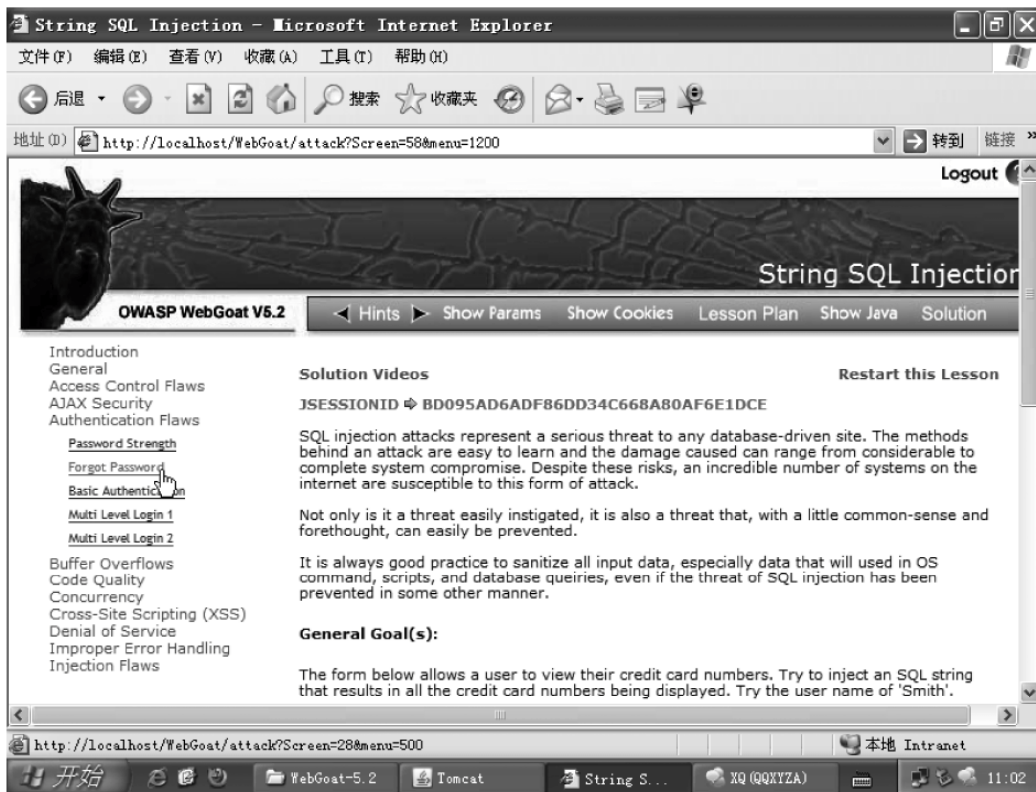 String SQL Injection - Microsoft Internet Explorer
文件(F) 编辑(E) 查看(V) 收藏(A) 工具(T) 帮助(H)
后退 搜索 收藏夹
地址(D) http://localhost/WebGoat/attack?Screen=58&menu=1200 转到 链接 »
Logout ?
String SQL Injection
OWASP WebGoat V5.2
Hints Show Params Show Cookies Lesson Plan Show Java Solution
Introduction
General
Access Control Flaws
AJAX Security
Authentication Flaws
Password Strength
Forgot Password
Basic Authentication
Multi Level Login 1
Multi Level Login 2
Buffer Overflows
Code Quality
Concurrency
Cross-Site Scripting (XSS)
Denial of Service
Improper Error Handling
Injection Flaws
Solution Videos Restart this Lesson
JSESSIONID ➩ BD095AD6ADF86DD34C668A80AF6E1DCE
SQL injection attacks represent a serious threat to any database-driven site. The methods
behind an attack are easy to learn and the damage caused can range from considerable to
complete system compromise. Despite these risks, an incredible number of systems on the
internet are susceptible to this form of attack.
Not only is it a threat easily instigated, it is also a threat that, with a little common-sense and
forethought, can easily be prevented.
It is always good practice to sanitize all input data, especially data that will used in OS
command, scripts, and database queiries, even if the threat of SQL injection has been
prevented in some other manner.
General Goal(s):
The form below allows a user to view their credit card numbers. Try to inject an SQL string
that results in all the credit card numbers being displayed. Try the user name of 'Smith'.
http://localhost/WebGoat/attack?Screen=28&menu=500 本地 Intranet
开始 WebGoat-5.2 Tomcat String S... XQ (QQXYZA) 11:02